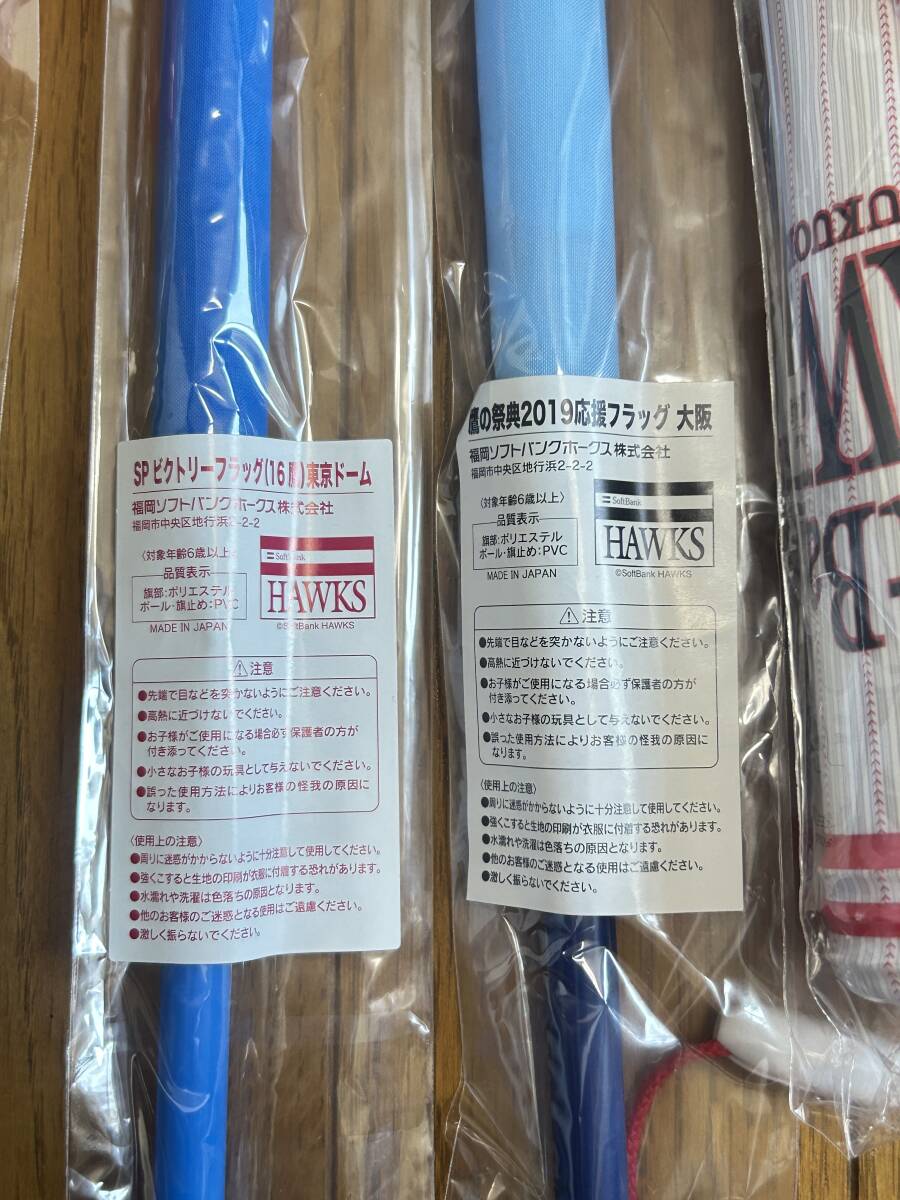 SP ビクトリーフラッグ(16鷹)東京ドーム
福岡ソフトバンクホークス株式会社
福岡市中央区地行浜2-2-2
〈対象年齢6歳以上〉
品質表示
旗部:ポリエステル
ポール・旗止め:PVC
MADE IN JAPAN
SoftBank
HAWKS
©SoftBank HAWKS
⚠注意
●先端で目などを突かないようにご注意ください。
●高熱に近づけないでください。
●お子様がご使用になる場合必ず保護者の方が
付き添ってください。
●小さなお子様の玩具として与えないでください。
●誤った使用方法によりお客様の怪我の原因に
なります。
〈使用上の注意〉
●周りに迷惑がかからないように十分注意して使用してください。
●強くこすると生地の印刷が衣服に付着する恐れがあります。
●水濡れや洗濯は色落ちの原因となります。
●他のお客様のご迷惑となる使用はご遠慮ください。
●激しく振らないでください。
鷹の祭典2019応援フラッグ 大阪
福岡ソフトバンクホークス株式会社
福岡市中央区地行浜2-2-2
〈対象年齢6歳以上〉
品質表示
旗部:ポリエステル
ポール・旗止め:PVC
MADE IN JAPAN
SoftBank
HAWKS
©SoftBank HAWKS
⚠注意
●先端で目などを突かないようにご注意ください。
●高熱に近づけないでください。
●お子様がご使用になる場合必ず保護者の方が
付き添ってください。
●小さなお子様の玩具として与えないでください。
●誤った使用方法によりお客様の怪我の原因に
なります。
〈使用上の注意〉
●周りに迷惑がかからないように十分注意して使用してください。
●強くこすると生地の印刷が衣服に付着する恐れがあります。
●水濡れや洗濯は色落ちの原因となります。
●他のお客様のご迷惑となる使用はご遠慮ください。
●激しく振らないでください。